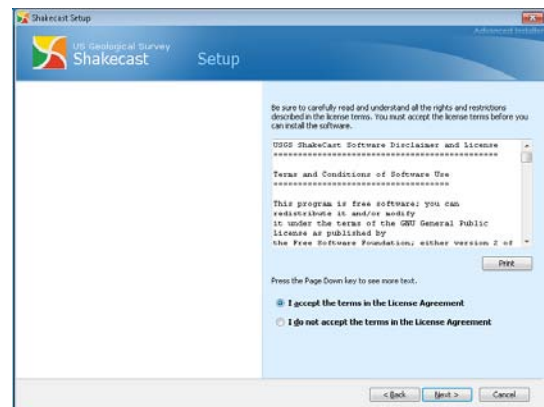 Shakecast Setup
Advanced Installer
US Geological Survey
Shakecast
Setup
Be sure to carefully read and understand all the rights and restrictions
described in the license terms. You must accept the license terms before you
can install the software.
USGS ShakeCast Software Disclaimer and License
================================================
Terms and Conditions of Software Use
======================================
This program is free software; you can
redistribute it and/or modify
it under the terms of the GNU General Public
License as published by
the Free Software Foundation; either version 2 of
Print
Press the Page Down key to see more text.
I accept the terms in the License Agreement
I do not accept the terms in the License Agreement
< Back
Next >
Cancel